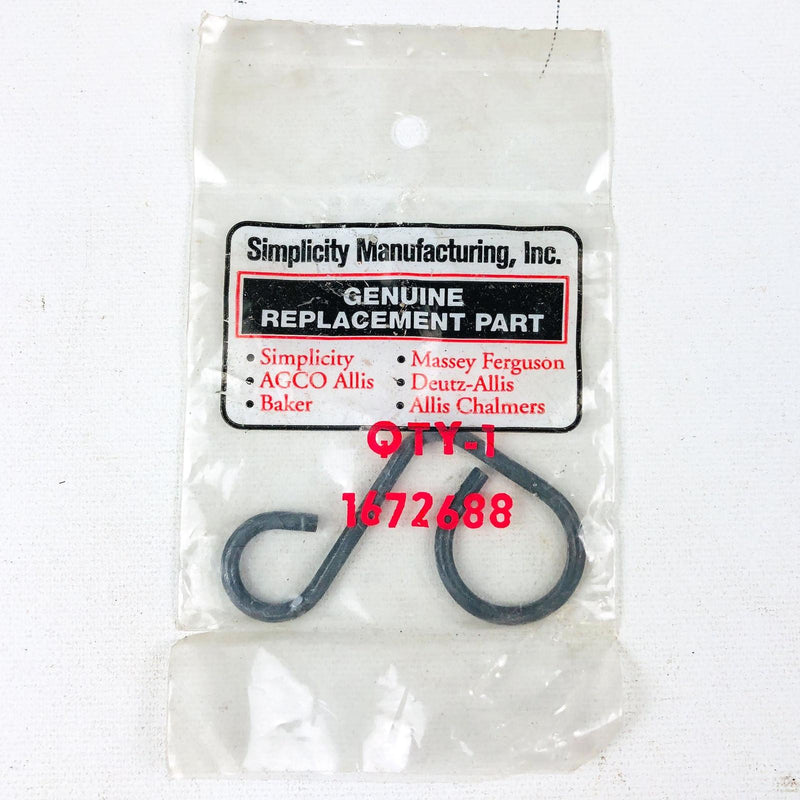 Simplicity Manufacturing, Inc.
GENUINE
REPLACEMENT PART
• Simplicity
• AGCO Allis
• Baker
• Massey Ferguson
• Deutz-Allis
• Allis Chalmers
QTY-1
1672688